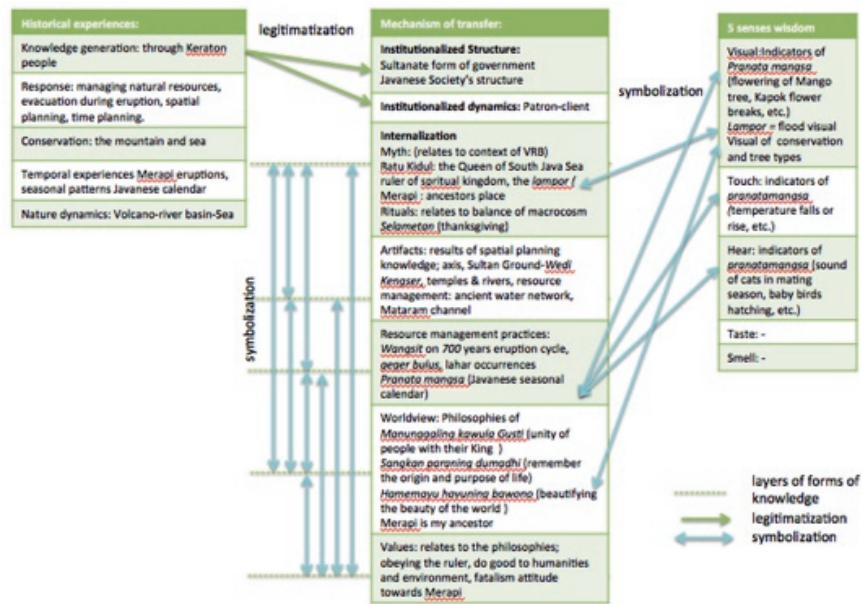 Historical experiences:
Knowledge generation: through Keraton
people
Response: managing natural resources,
evacuation during eruption, spatial
planning, time planning.
Conservation: the mountain and sea
Temporal experiences Merapi eruptions,
seasonal patterns Javanese calendar
Nature dynamics: Volcano-river basin-Sea
legitimatization
symbolization
Mechanism of transfer:
Institutionalized Structure:
Sultanate form of government
Javanese Society's structure
Institutionalized dynamics: Patron-client
Internalization
Myth: (relates to context of VRB)
Ratu Kidul: the Queen of South Java Sea
ruler of spritual kingdom, the lampor (
Merapi : ancestors place
Rituals: relates to balance of macrocosm
Selametan (thanksgiving)
Artifacts: results of spatial planning
knowledge; axis, Sultan Ground-Wedi
Kengser, temples & rivers, resource
management: ancient water network,
Mataram channel
Resource management practices:
Wangsit on 700 years eruption cycle,
geger bulus, lahar occurrences
Pranata mangsa (Javanese seasonal
calendar)
Worldview: Philosophies of
Manunggaling kawula Gusti (unity of
people with their King )
Sangkan paraning dumadhi (remember
the origin and purpose of life)
Hamemayu hayuning bawono (beautifying
the beauty of the world )
Merapi is my ancestor
Values: relates to the philosophies;
obeying the ruler, do good to humanities
and environment, fatalism attitude
towards Merapi
symbolization
5 senses wisdom
Visual:Indicators of
Pranata manasa
(flowering of Mango
tree, Kapok flower
breaks, etc.)
Lampor = flood visual
Visual of conservation
and tree types
Touch: indicators of
pranatamanasa
(temperature falls or
rise, etc.)
Hear: indicators of
pranatamanasa (sound
of cats in mating
season, baby birds
hatching, etc.)
Taste: -
Smell: -
layers of forms of
knowledge
legitimatization
symbolization